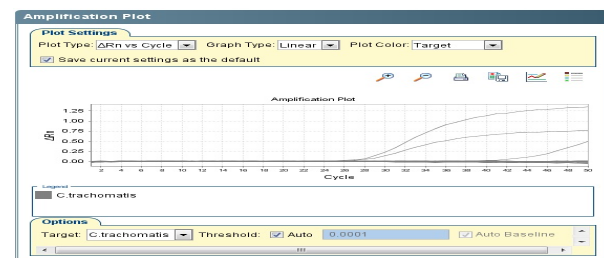 Amplification Plot
Plot Settings
Plot Type: ΔRn vs Cycle Graph Type: Linear Plot Color: Target
Save current settings as the default
Amplification Plot
1.25
1.00
0.75
0.50
0.25
0.00
ΔRn
2 4 6 8 10 12 14 16 18 20 22 24 26 28 30 32 34 36 38 40 42 44 46 48 50
Cycle
Legend
C.trachomatis
Options
Target: C.trachomatis Threshold: Auto 0.0001 Auto Baseline